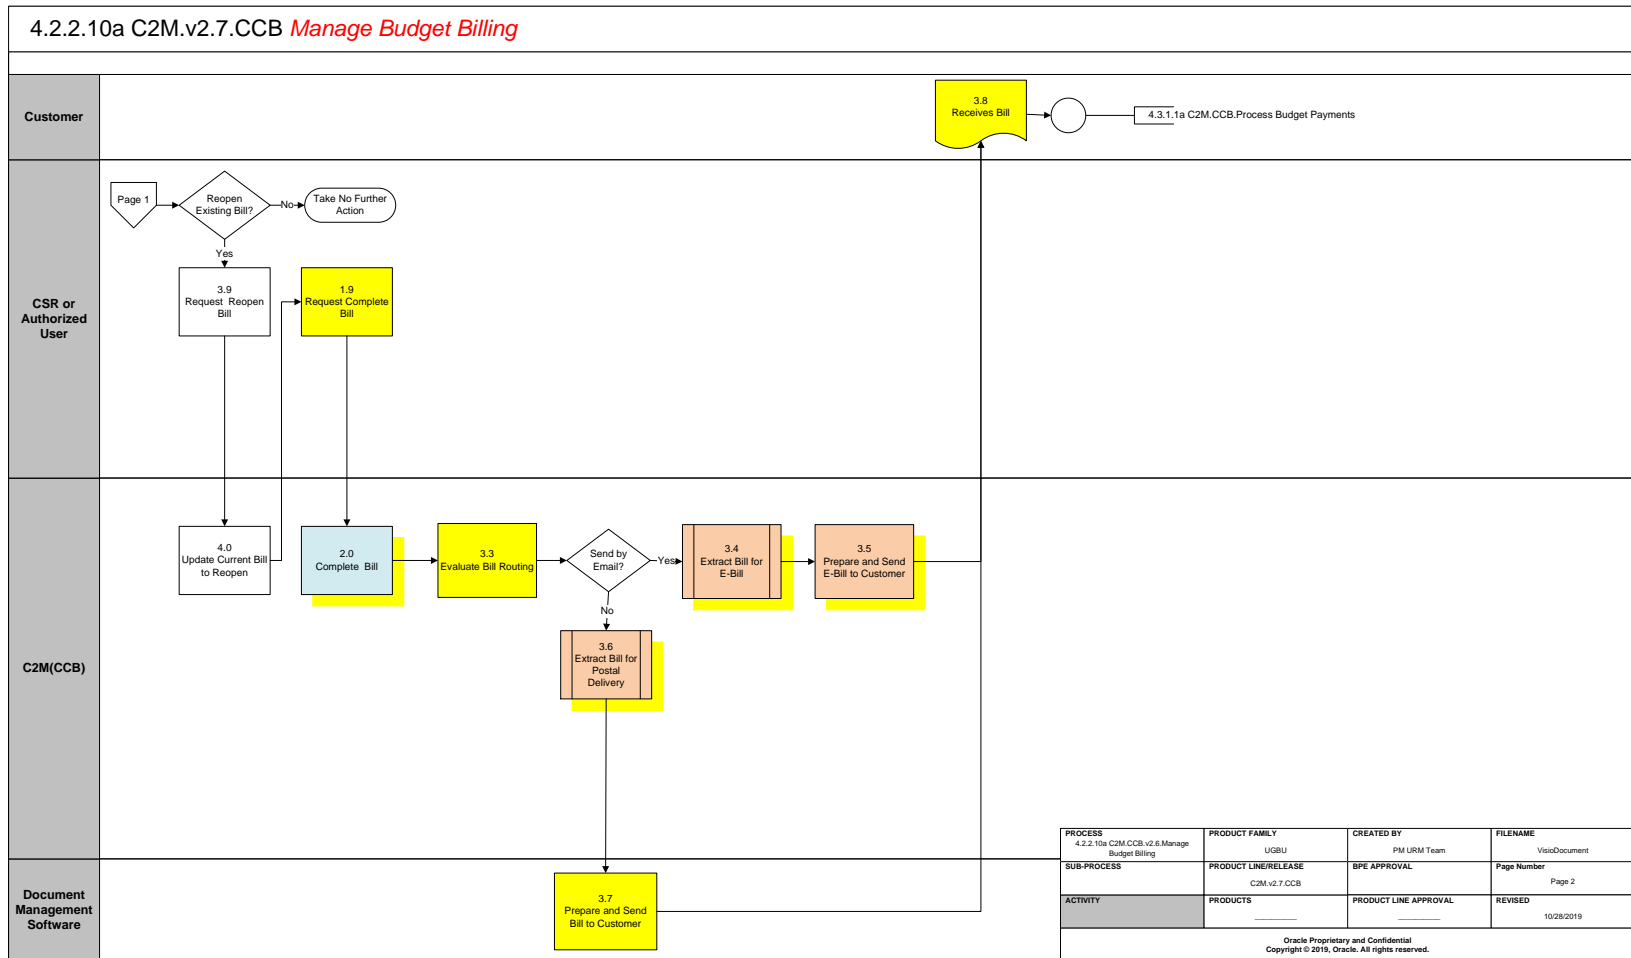 4.2.2.10a C2M.v2.7.CCB Manage Budget Billing
Customer
3.8
Receives Bill
4.3.1.1a C2M.CCB.Process Budget Payments
CSR or
Authorized
User
Page 1
Reopen
Existing Bill?
No
Take No Further
Action
Yes
3.9
Request Reopen
Bill
1.9
Request Complete
Bill
C2M(CCB)
4.0
Update Current Bill
to Reopen
2.0
Complete Bill
3.3
Evaluate Bill Routing
Send by
Email?
Yes
3.4
Extract Bill for
E-Bill
3.5
Prepare and Send
E-Bill to Customer
No
3.6
Extract Bill for
Postal
Delivery
Document
Management
Software
3.7
Prepare and Send
Bill to Customer
PROCESS
4.2.2.10a C2M.CCB.v2.6.Manage
Budget Billing
PRODUCT FAMILY
UGBU
CREATED BY
PM URM Team
FILENAME
VisioDocument
SUB-PROCESS
PRODUCT LINE/RELEASE
C2M.v2.7.CCB
BPE APPROVAL
Page Number
Page 2
ACTIVITY
PRODUCTS
PRODUCT LINE APPROVAL
REVISED
10/28/2019
Oracle Proprietary and Confidential
Copyright © 2019, Oracle. All rights reserved.